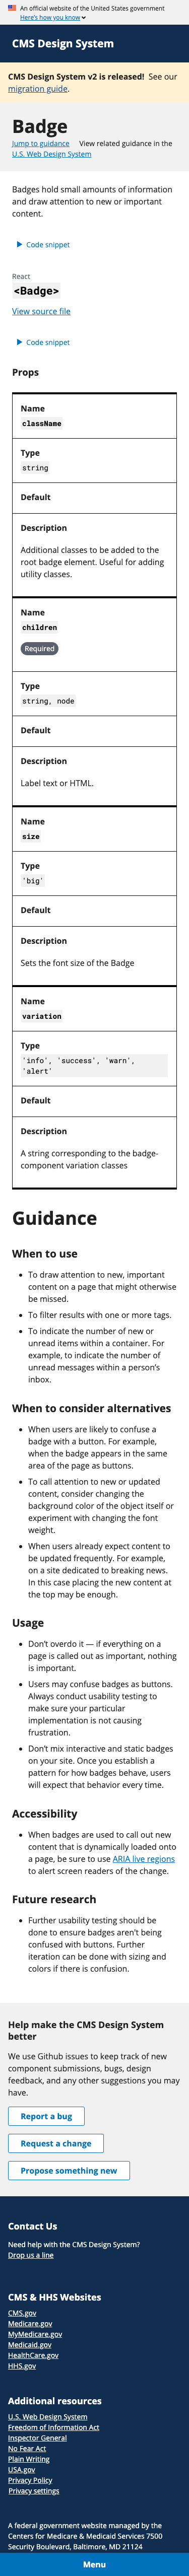 An official website of the United States government
Here's how you know
CMS Design System
CMS Design System v2 is released! See our
migration guide.
Badge
Jump to guidance View related guidance in the
U.S. Web Design System
Badges hold small amounts of information
and draw attention to new or important
content.
Code snippet
React
<Badge>
View source file
Code snippet
Props
Name
className
Type
string
Default
Description
Additional classes to be added to the
root badge element. Useful for adding
utility classes.
Name
children
Required
Type
string, node
Default
Description
Label text or HTML.
Name
size
Type
'big'
Default
Description
Sets the font size of the Badge
Name
variation
Type
'info', 'success', 'warn',
'alert'
Default
Description
A string corresponding to the badge-
component variation classes
Guidance
When to use
• To draw attention to new, important
content on a page that might otherwise
be missed.
• To filter results with one or more tags.
• To indicate the number of new or
unread items within a container. For
example, to indicate the number of
unread messages within a person's
inbox.
When to consider alternatives
• When users are likely to confuse a
badge with a button. For example,
when the badge appears in the same
area of the page as buttons.
• To call attention to new or updated
content, consider changing the
background color of the object itself or
experiment with changing the font
weight.
• When users already expect content to
be updated frequently. For example,
on a site dedicated to breaking news.
In this case placing the new content at
the top may be enough.
Usage
• Don't overdo it — if everything on a
page is called out as important, nothing
is important.
• Users may confuse badges as buttons.
Always conduct usability testing to
make sure your particular
implementation is not causing
frustration.
• Don't mix interactive and static badges
on your site. Once you establish a
pattern for how badges behave, users
will expect that behavior every time.
Accessibility
• When badges are used to call out new
content that is dynamically loaded onto
a page, be sure to use ARIA live regions
to alert screen readers of the change.
Future research
• Further usability testing should be
done to ensure badges aren't being
confused with buttons. Further
iteration can be done with sizing and
colors if there is confusion.
Help make the CMS Design System
better
We use Github issues to keep track of new
component submissions, bugs, design
feedback, and any other suggestions you may
have.
Report a bug
Request a change
Propose something new
Contact Us
Need help with the CMS Design System?
Drop us a line
CMS & HHS Websites
CMS.gov
Medicare.gov
MyMedicare.gov
Medicaid.gov
HealthCare.gov
HHS.gov
Additional resources
U.S. Web Design System
Freedom of Information Act
Inspector General
No Fear Act
Plain Writing
USA.gov
Privacy Policy
Privacy settings
A federal government website managed by the
Centers for Medicare & Medicaid Services 7500
Security Boulevard, Baltimore, MD 21124
Menu